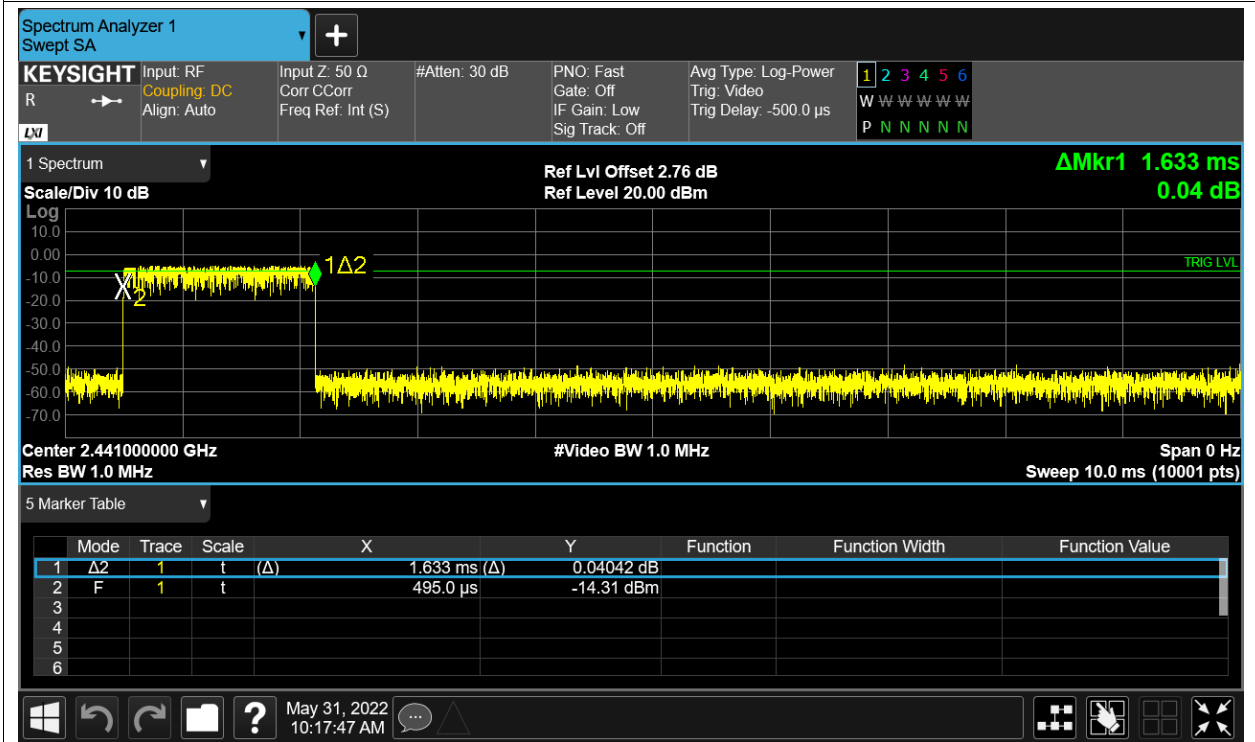 Spectrum Analyzer 1
Swept SA
KEYSIGHT
R
LXI
Input: RF
Coupling: DC
Align: Auto
Input Z: 50 Ω
Corr CCorr
Freq Ref: Int (S)
#Atten: 30 dB
PNO: Fast
Gate: Off
IF Gain: Low
Sig Track: Off
Avg Type: Log-Power
Trig: Video
Trig Delay: -500.0 µs
1 2 3 4 5 6
W W W W W W
P N N N N N
1 Spectrum
Scale/Div 10 dB
Ref Lvl Offset 2.76 dB
Ref Level 20.00 dBm
ΔMkr1 1.633 ms
0.04 dB
Log
10.0
0.00
-10.0
-20.0
-30.0
-40.0
-50.0
-60.0
-70.0
X
2
1Δ2
TRIG LVL
Center 2.441000000 GHz
Res BW 1.0 MHz
#Video BW 1.0 MHz
Span 0 Hz
Sweep 10.0 ms (10001 pts)
5 Marker Table
Mode Trace Scale X Y Function Function Width Function Value
1 Δ2 1 t (Δ) 1.633 ms (Δ) 0.04042 dB
2 F 1 t 495.0 µs -14.31 dBm
3
4
5
6
?
May 31, 2022
10:17:47 AM